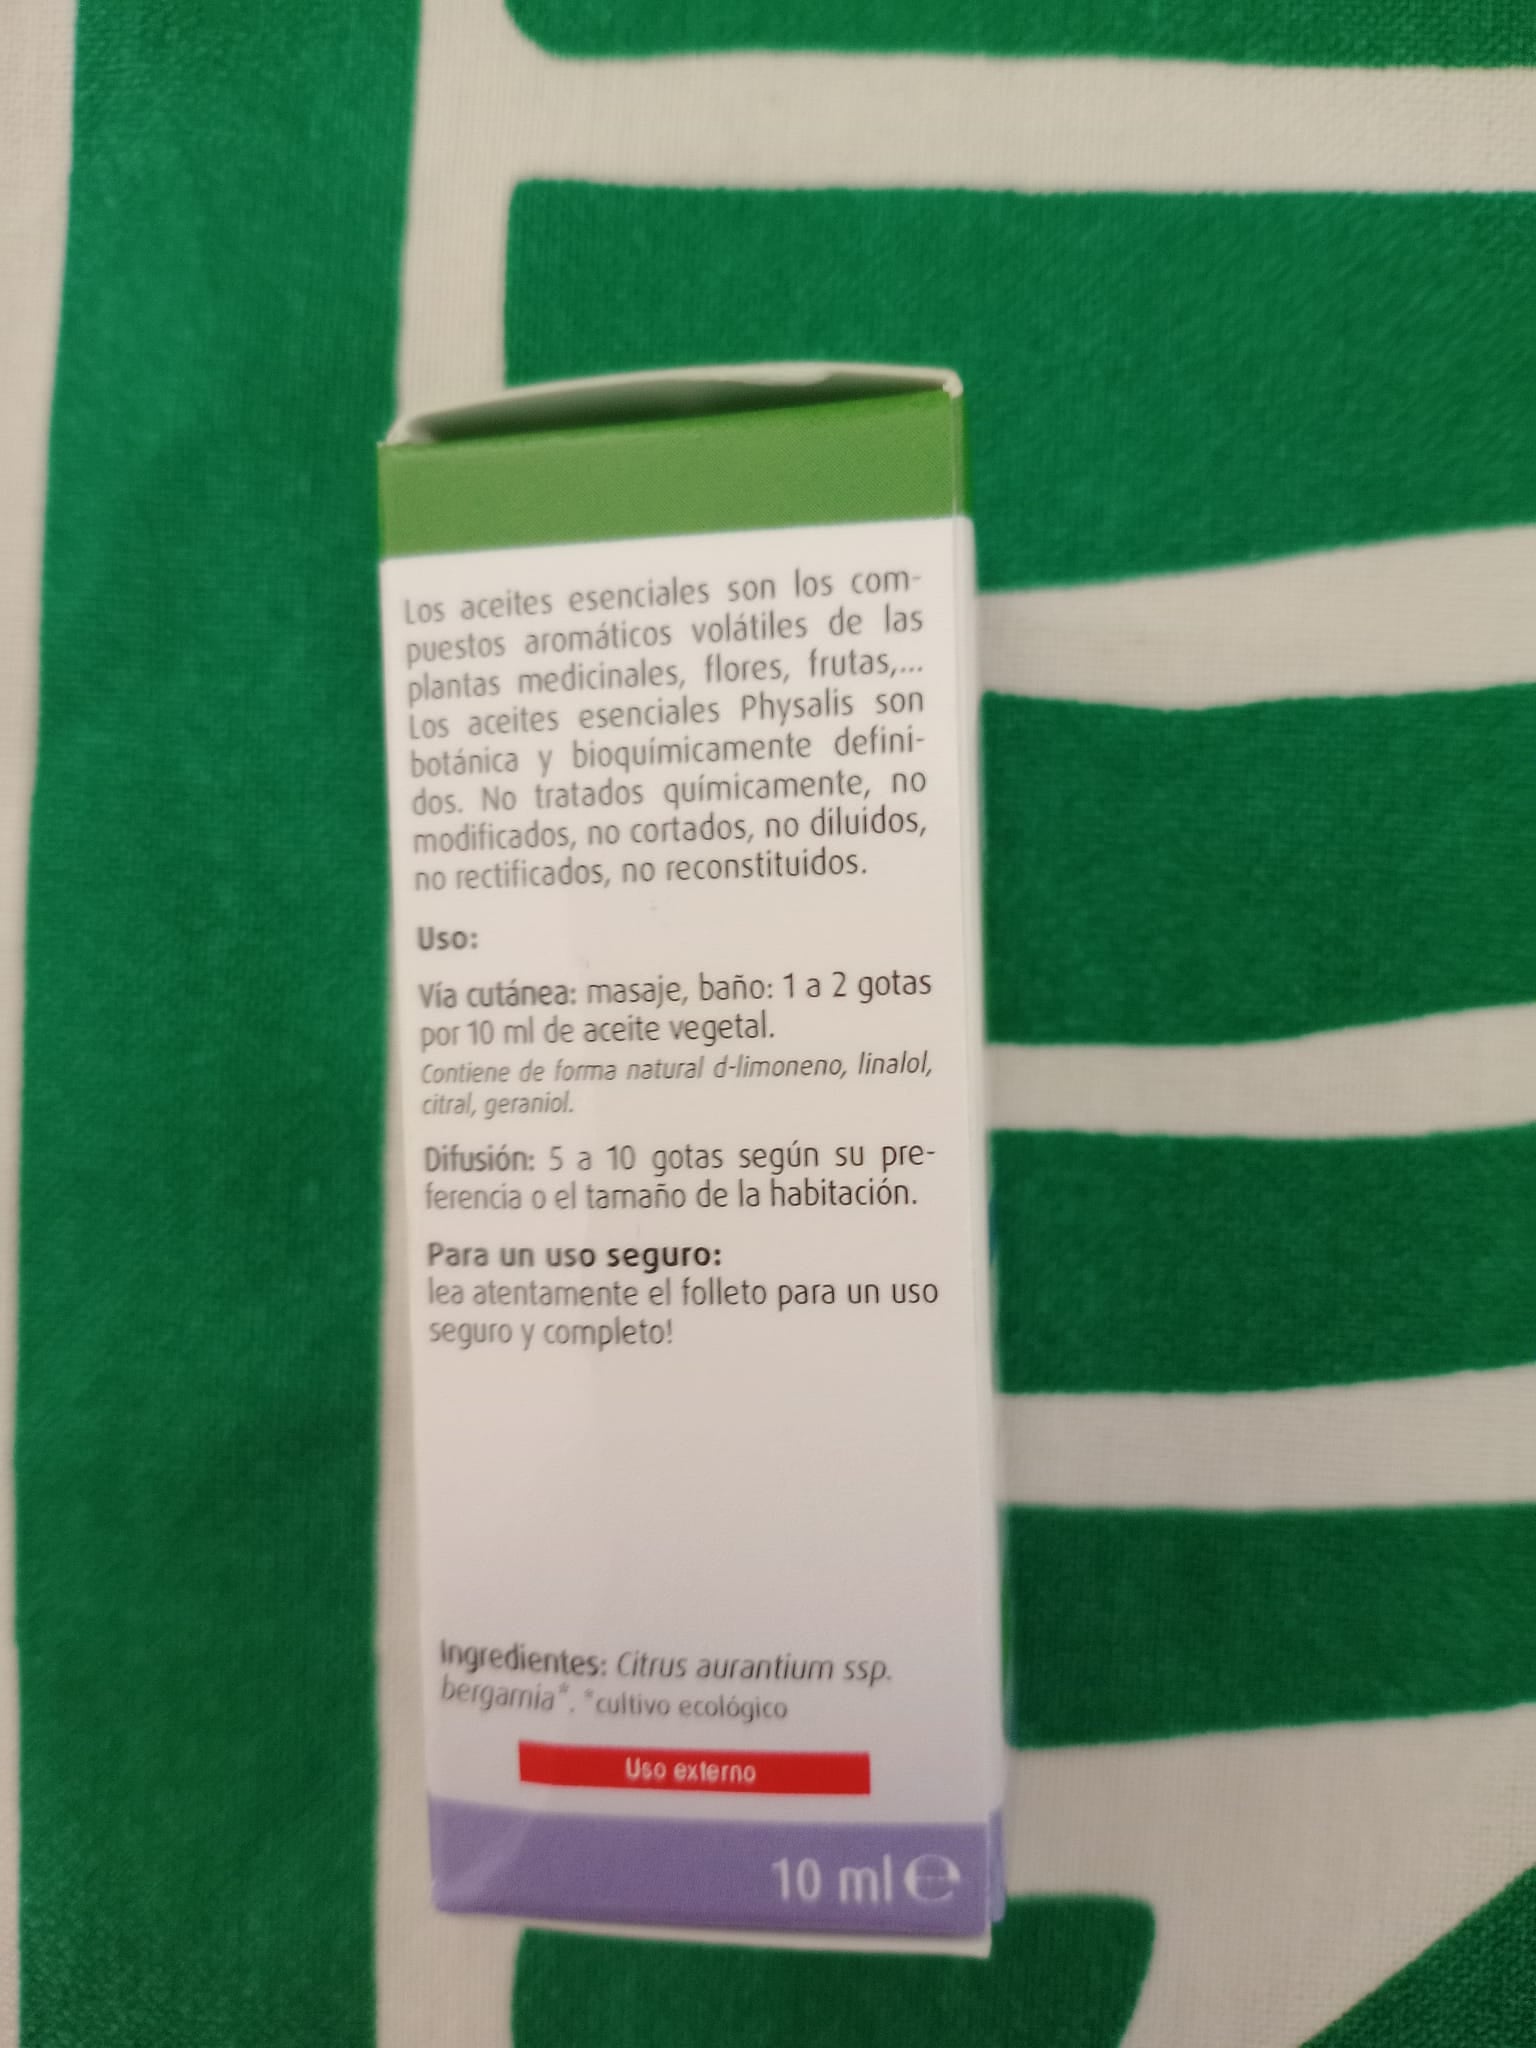 Los aceites esenciales son los com-
puestos aromáticos volátiles de las
plantas medicinales, flores, frutas,...
Los aceites esenciales Physalis son
botánica y bioquímicamente defini-
dos. No tratados químicamente, no
modificados, no cortados, no diluidos,
no rectificados, no reconstituidos.
Uso:
Vía cutánea: masaje, baño: 1 a 2 gotas
por 10 ml de aceite vegetal.
Contiene de forma natural d-limoneno, linalol,
citral, geraniol.
Difusión: 5 a 10 gotas según su pre-
ferencia o el tamaño de la habitación.
Para un uso seguro:
lea atentamente el folleto para un uso
seguro y completo!
Ingredientes: Citrus aurantium ssp.
bergamia*. *cultivo ecológico
Uso externo
10 ml ℮